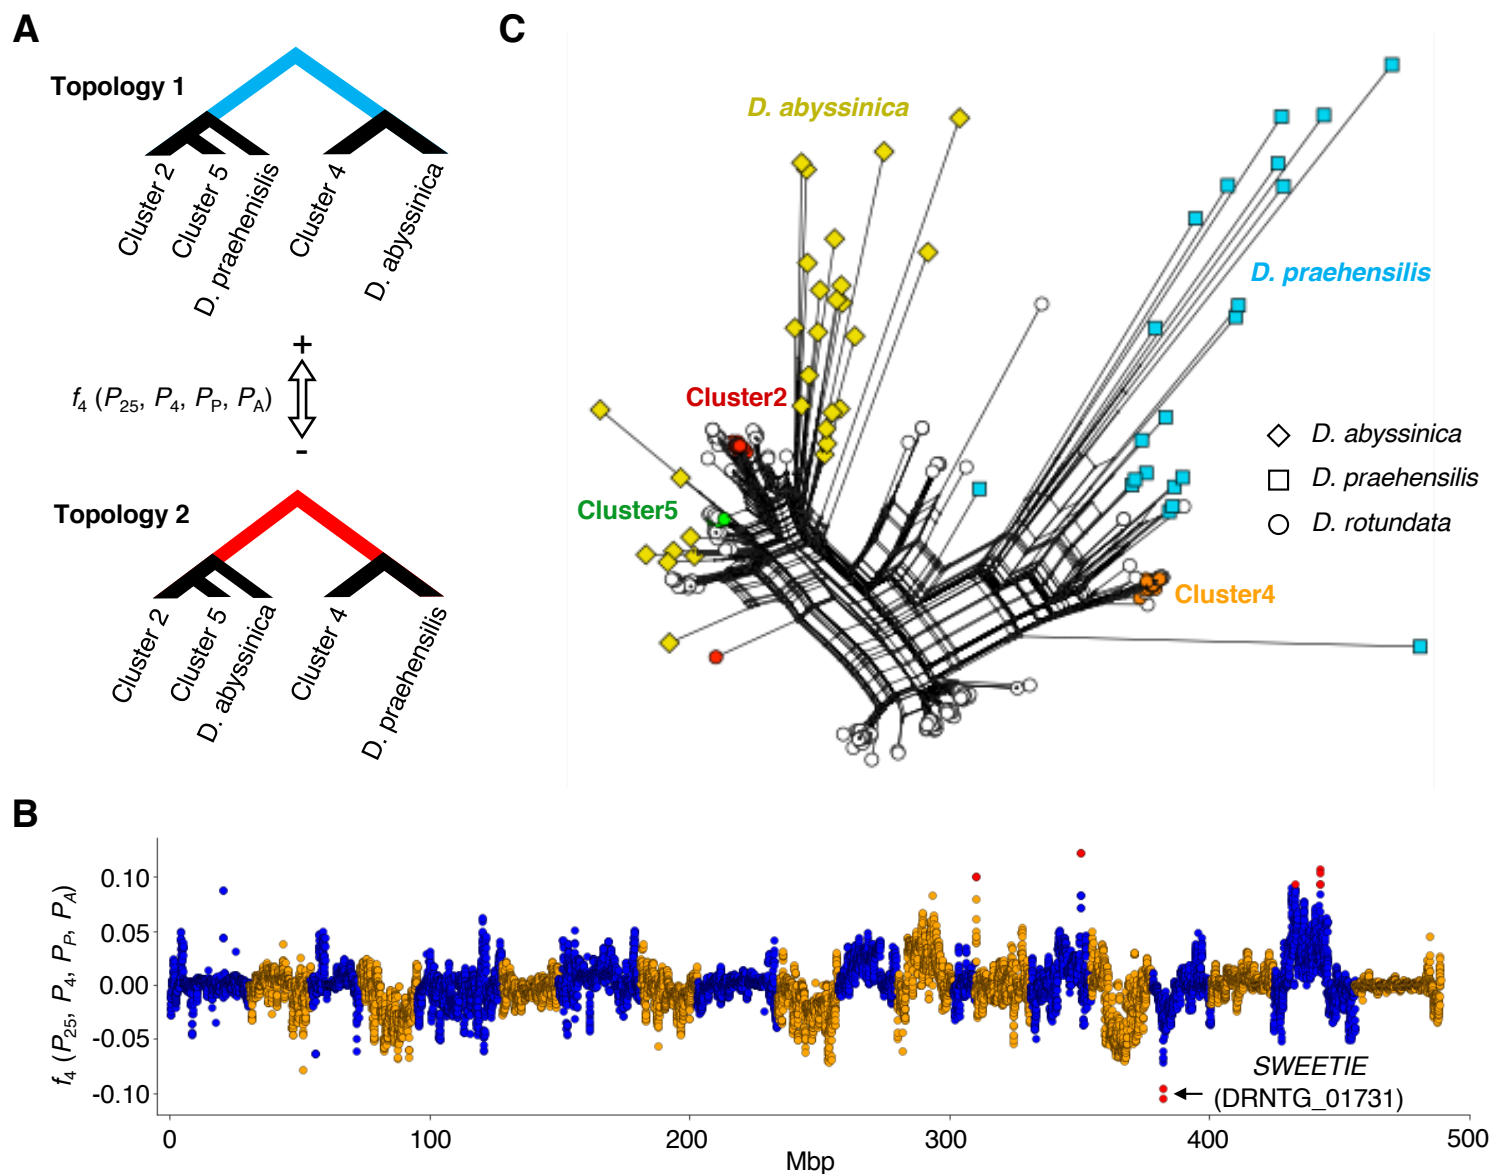 A
Topology 1
Cluster 2
Cluster 5
D. praehenislis
Cluster 4
D. abyssinica
+
f4 (P25, P4, PP, PA)
-
Topology 2
Cluster 2
Cluster 5
D. abyssinica
Cluster 4
D. praehensilis
C
D. abyssinica
D. praehensilis
Cluster2
Cluster5
Cluster4
D. abyssinica
D. praehensilis
D. rotundata
B
f4 (P25, P4, PP, PA)
0.10
0.05
0.00
-0.05
-0.10
SWEETIE
(DRNTG_01731)
0 100 200 300 400 500
Mbp